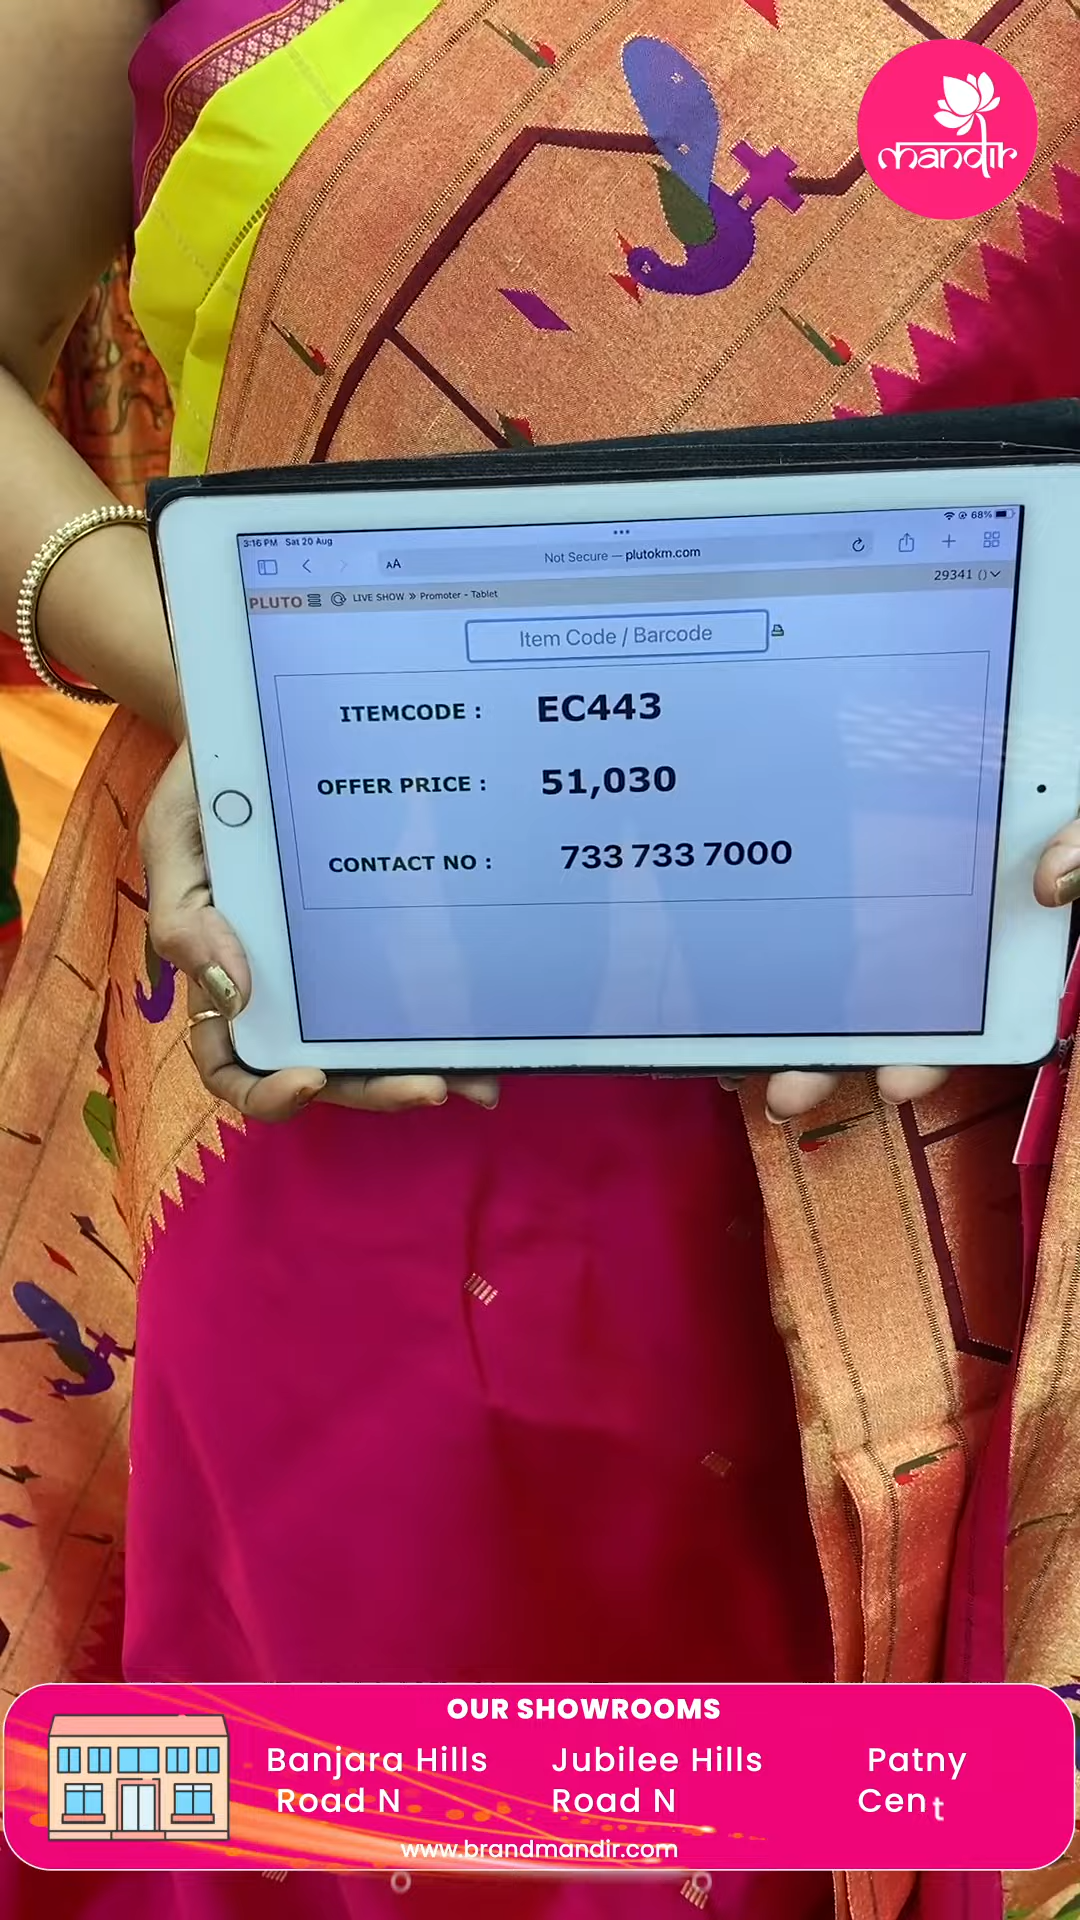 mandir
3:16 PM Sat 20 Aug
68%
AA
Not Secure — plutokm.com
29341 ()
PLUTO
LIVE SHOW » Promoter - Tablet
Item Code / Barcode
ITEMCODE : EC443
OFFER PRICE : 51,030
CONTACT NO : 733 733 7000
OUR SHOWROOMS
Banjara Hills Jubilee Hills Patny
Road N Road N Cent
www.brandmandir.com